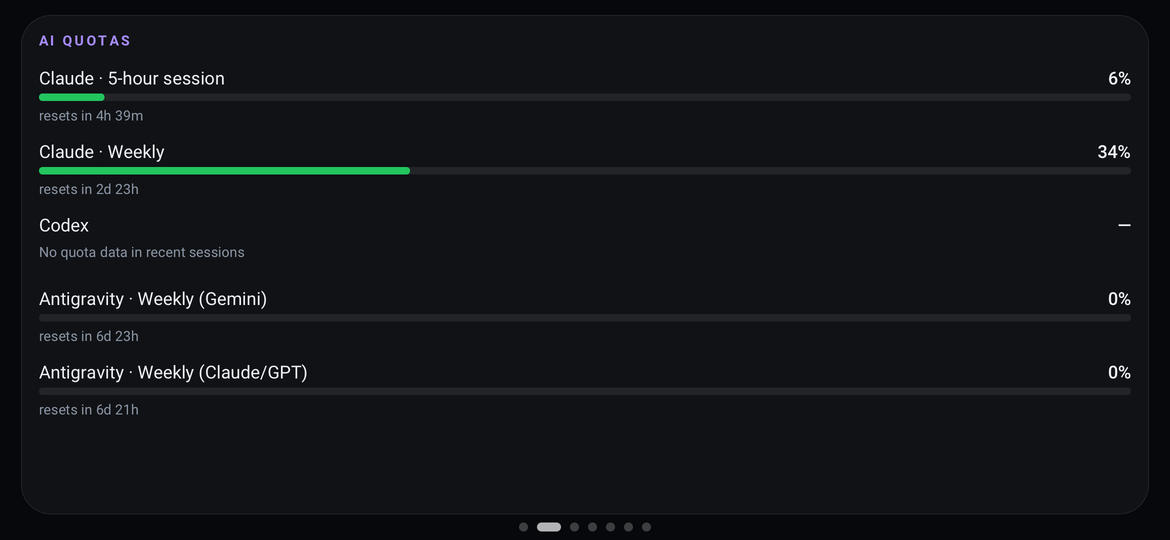 AI QUOTAS
Claude · 5-hour session 6%
resets in 4h 39m
Claude · Weekly 34%
resets in 2d 23h
Codex —
No quota data in recent sessions
Antigravity · Weekly (Gemini) 0%
resets in 6d 23h
Antigravity · Weekly (Claude/GPT) 0%
resets in 6d 21h